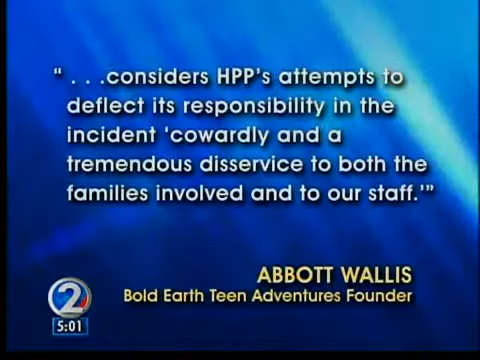 “ . . .considers HPP’s attempts to
deflect its responsibility in the
incident ‘cowardly and a
tremendous disservice to both the
families involved and to our staff.’”
ABBOTT WALLIS
Bold Earth Teen Adventures Founder
2
5:01